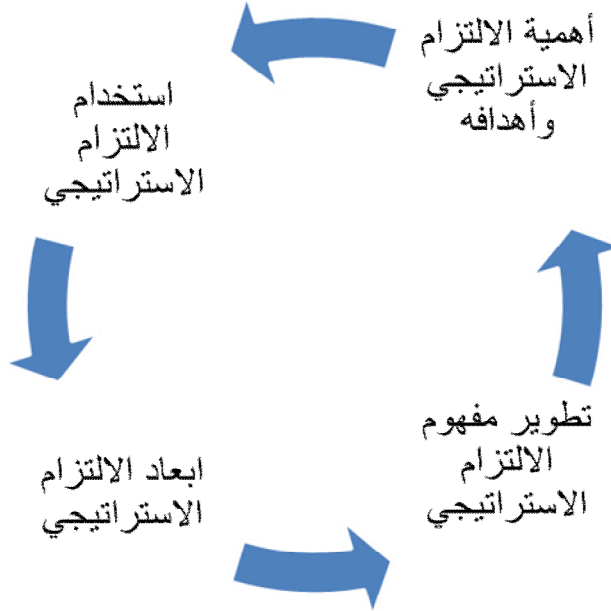 أهمية الالتزام
الاستراتيجي
وأهدافه
استخدام
الالتزام
الاستراتيجي
ابعاد الالتزام
الاستراتيجي
تطوير مفهوم
الالتزام
الاستراتيجي